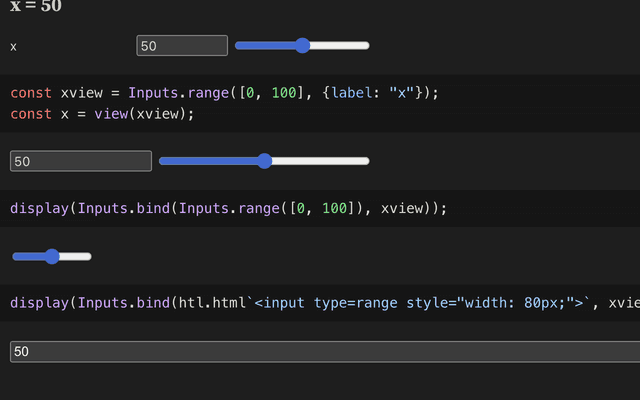 x = 50
x 50
const xview = Inputs.range([0, 100], {label: "x"});
const x = view(xview);
50
display(Inputs.bind(Inputs.range([0, 100]), xview));
display(Inputs.bind(htl.html`<input type=range style="width: 80px;">`, xvie
50